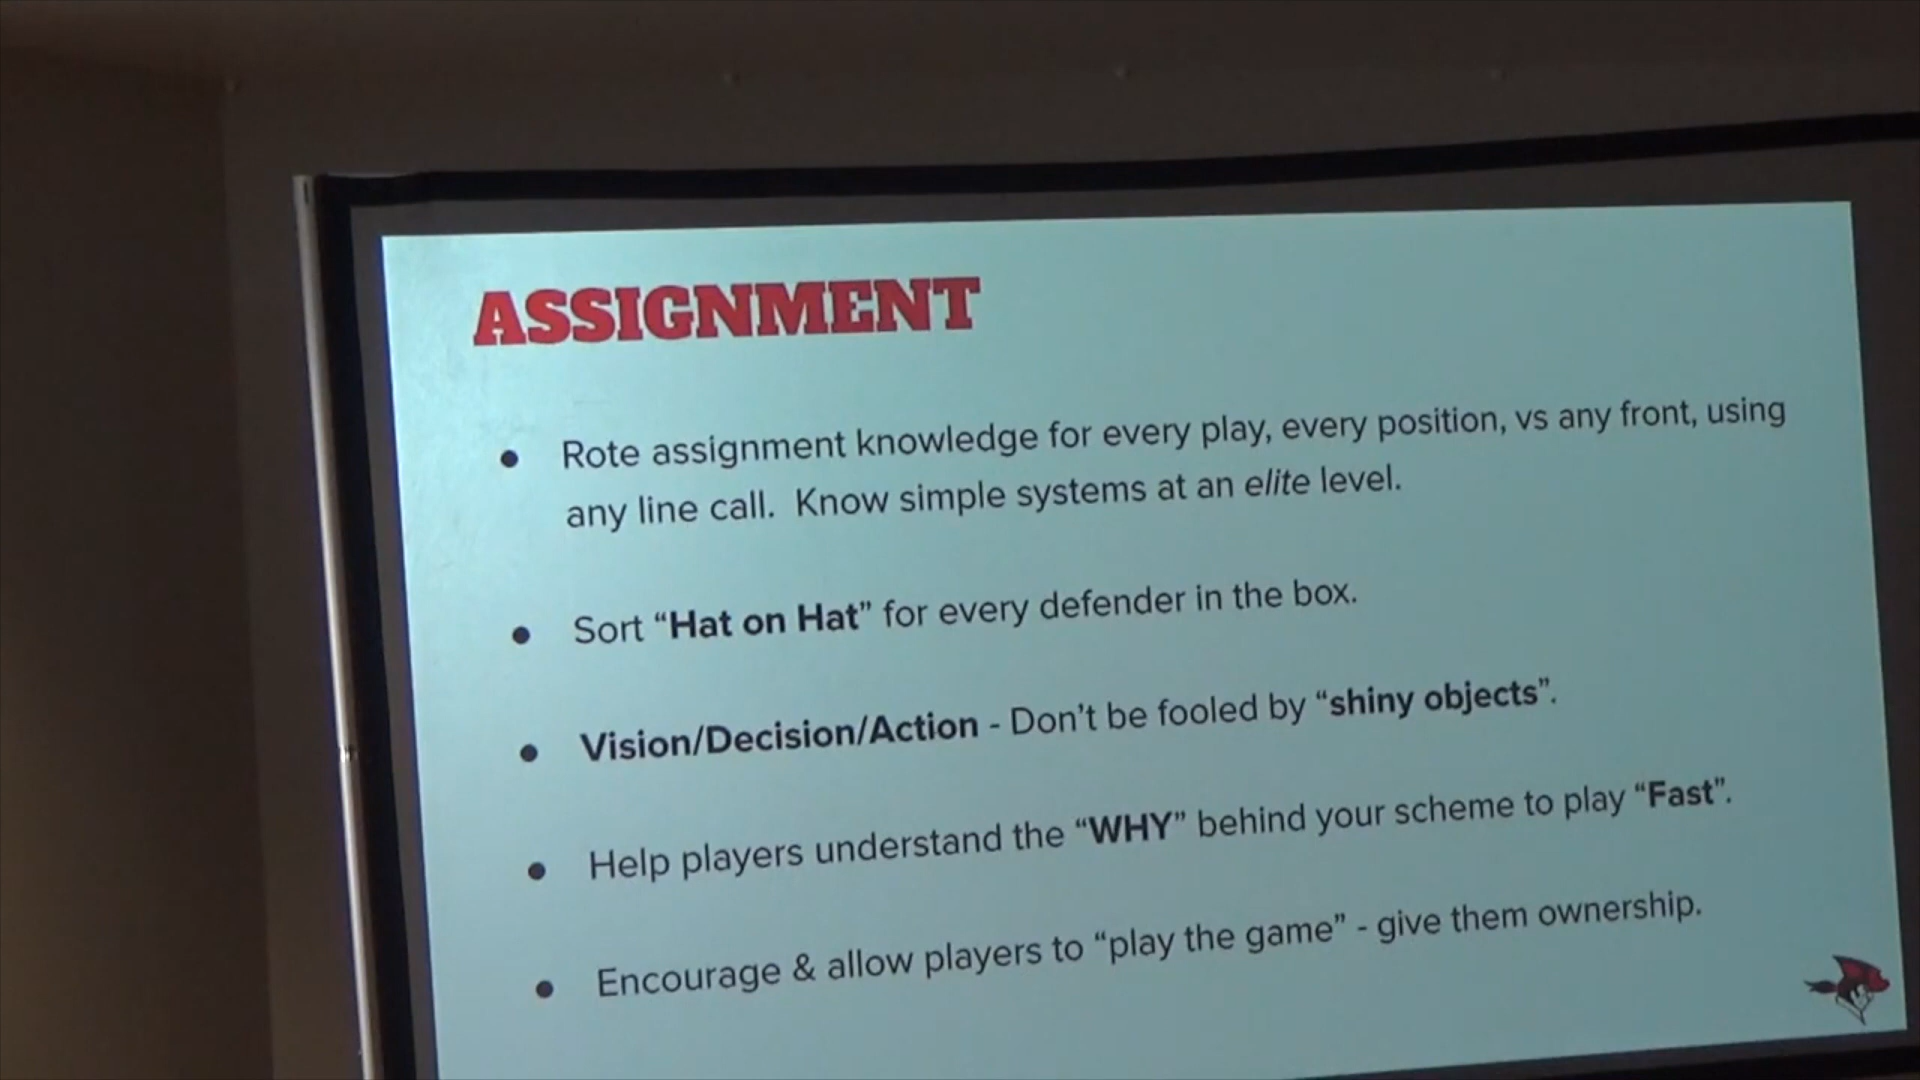 ASSIGNMENT
● Rote assignment knowledge for every play, every position, vs any front, using
any line call. Know simple systems at an elite level.
● Sort “Hat on Hat” for every defender in the box.
● Vision/Decision/Action - Don’t be fooled by “shiny objects”.
● Help players understand the “WHY” behind your scheme to play “Fast”.
● Encourage & allow players to “play the game” - give them ownership.